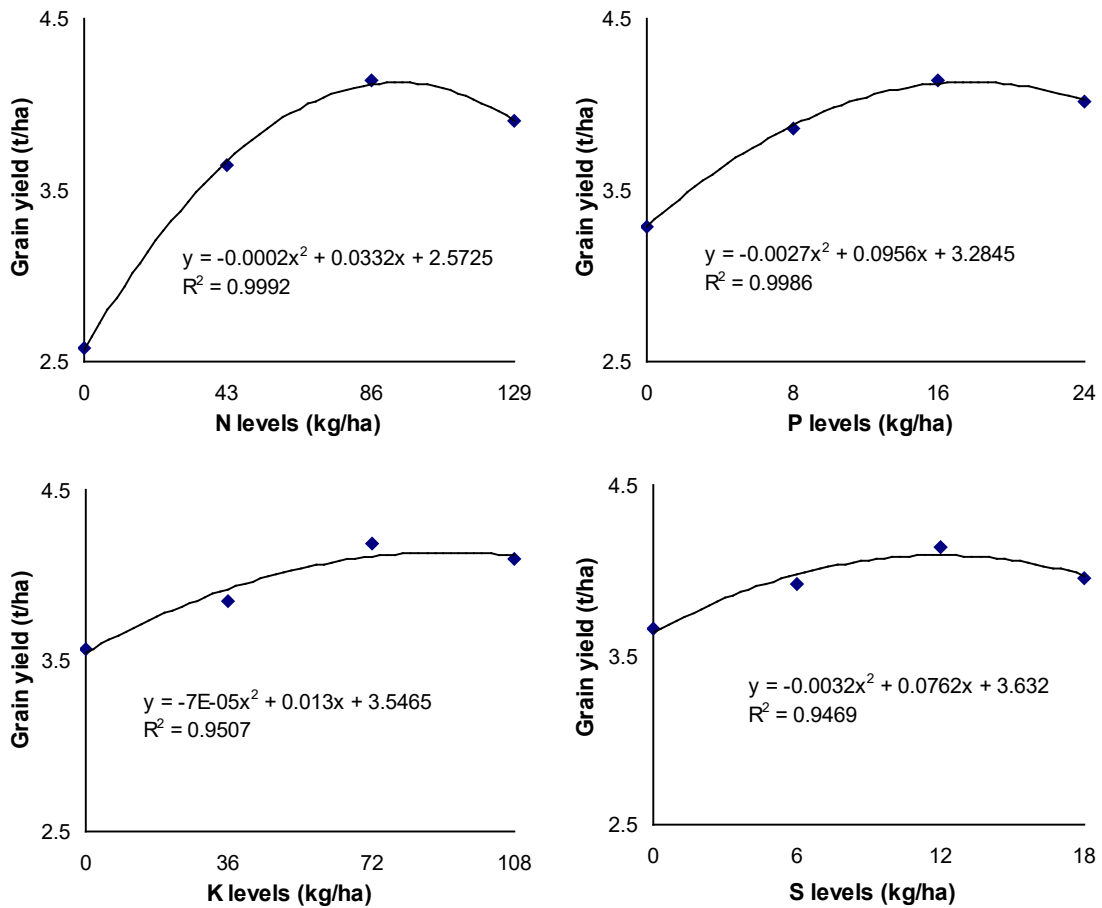 4.5
3.5
2.5
Grain yield (t/ha)
y = -0.0002x² + 0.0332x + 2.5725
R² = 0.9992
0 43 86 129
N levels (kg/ha)
4.5
3.5
2.5
Grain yield (t/ha)
y = -0.0027x² + 0.0956x + 3.2845
R² = 0.9986
0 8 16 24
P levels (kg/ha)
4.5
3.5
2.5
Grain yield (t/ha)
y = -7E-05x² + 0.013x + 3.5465
R² = 0.9507
0 36 72 108
K levels (kg/ha)
4.5
3.5
2.5
Grain yield (t/ha)
y = -0.0032x² + 0.0762x + 3.632
R² = 0.9469
0 6 12 18
S levels (kg/ha)